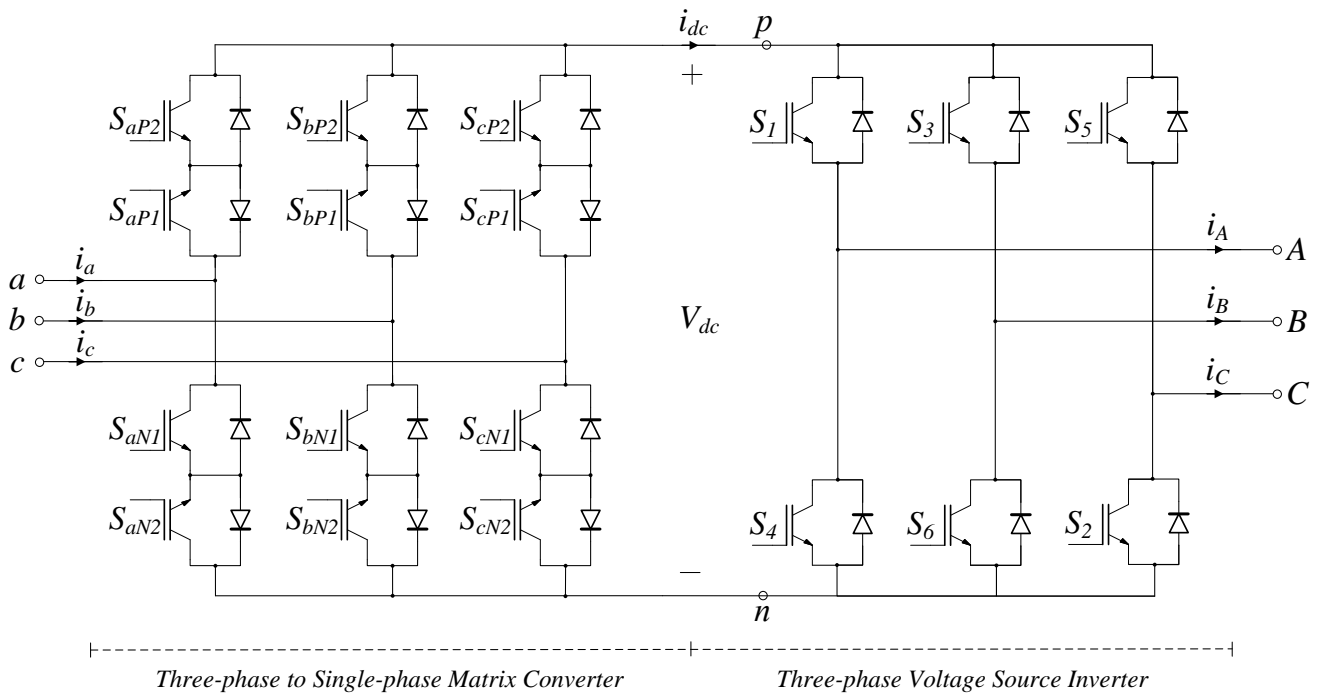 i_dc p
+
S_aP2 S_bP2 S_cP2 S_1 S_3 S_5
S_aP1 S_bP1 S_cP1
a i_a
b i_b
c i_c
V_dc
i_A A
i_B B
i_C C
S_aN1 S_bN1 S_cN1
S_aN2 S_bN2 S_cN2 S_4 S_6 S_2
−
n
Three-phase to Single-phase Matrix Converter
Three-phase Voltage Source Inverter